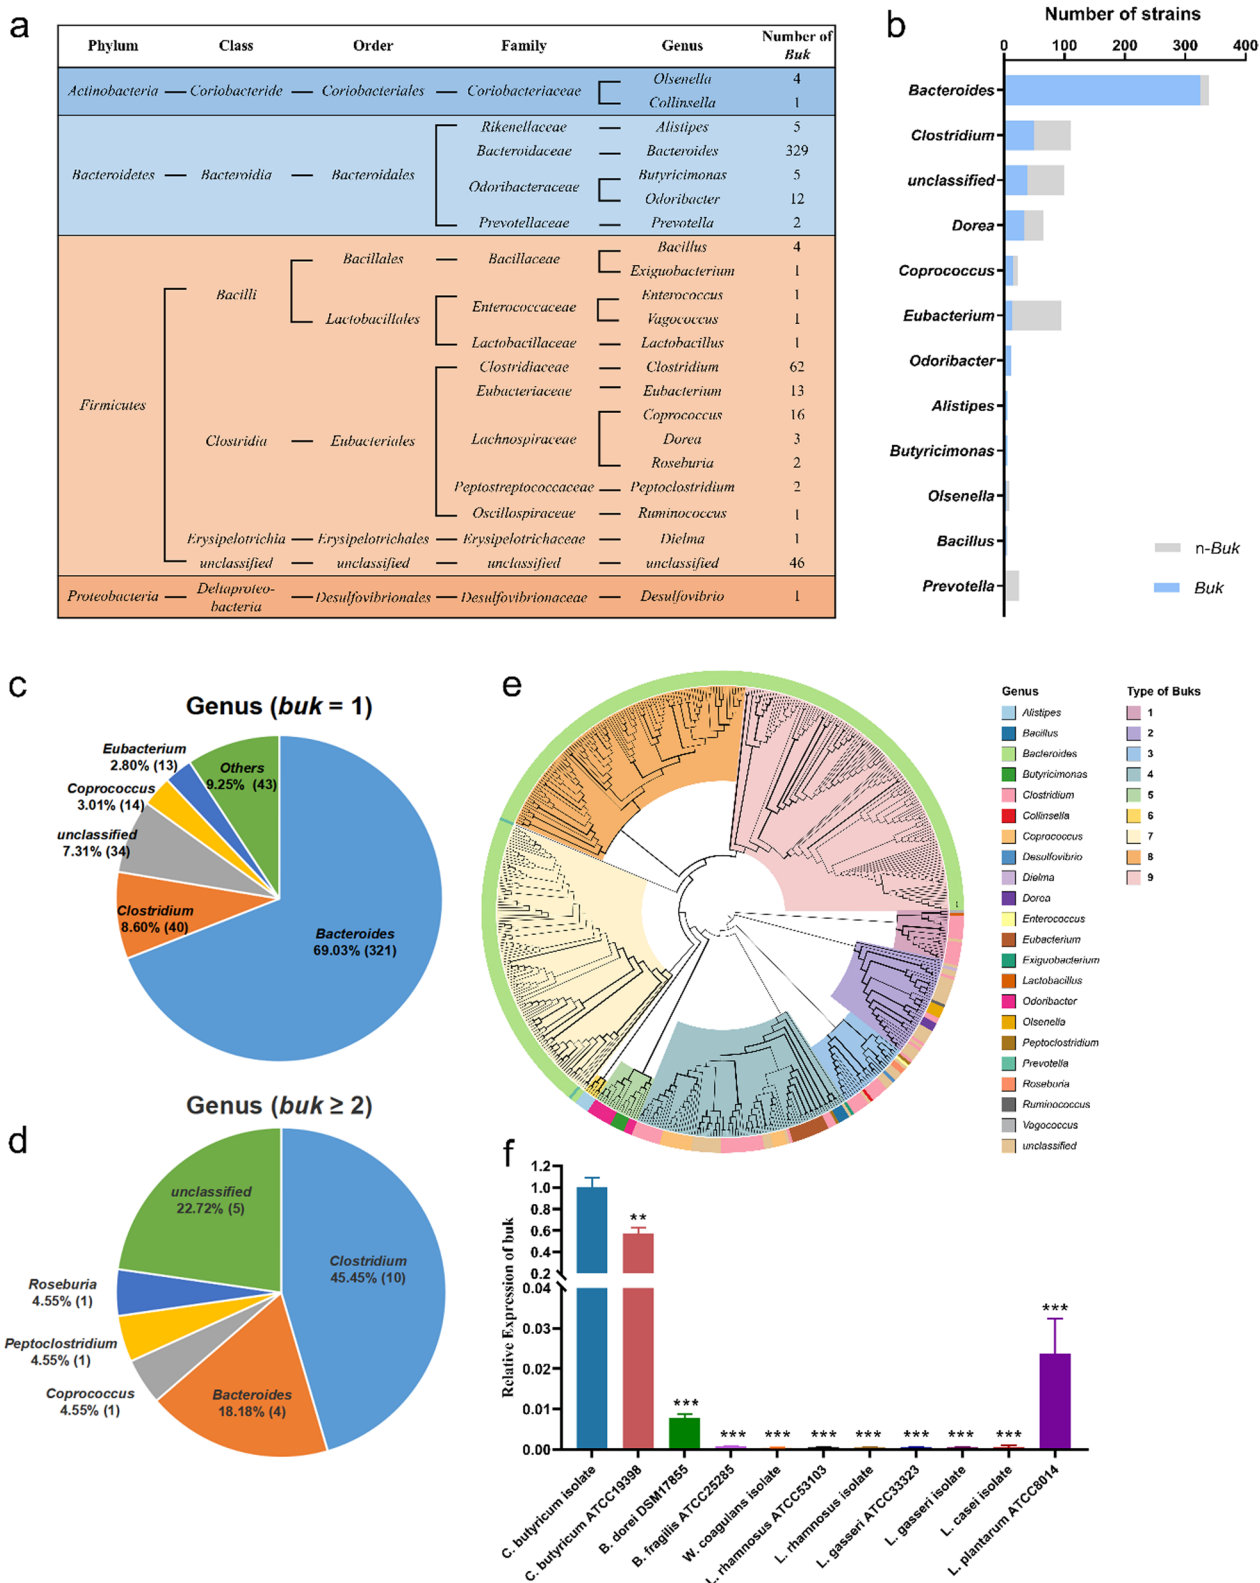 a
Phylum Class Order Family Genus Number of Buk
Actinobacteria Coriobacteride Coriobacteriales Coriobacteriaceae Olsenella 4
Collinsella 1
Rikenellaceae Alistipes 5
Bacteroidaceae Bacteroides 329
Bacteroidetes Bacteroidia Bacteroidales Odoribacteraceae Butyricimonas 5
Odoribacter 12
Prevotellaceae Prevotella 2
Bacillales Bacillaceae Bacillus 4
Exiguobacterium 1
Bacilli
Enterococcaceae Enterococcus 1
Lactobacillales Vagococcus 1
Lactobacillaceae Lactobacillus 1
Clostridiaceae Clostridium 62
Eubacteriaceae Eubacterium 13
Firmicutes
Coprococcus 16
Clostridia Eubacteriales Lachnospiraceae Dorea 3
Roseburia 2
Peptostreptococcaceae Peptoclostridium 2
Oscillospiraceae Ruminococcus 1
Erysipelotrichia Erysipelotrichales Erysipelotrichaceae Dielma 1
unclassified unclassified unclassified unclassified 46
Proteobacteria Deltaproteo-
bacteria Desulfovibrionales Desulfovibrionaceae Desulfovibrio 1
b
Number of strains
0 100 200 300 400
Bacteroides
Clostridium
unclassified
Dorea
Coprococcus
Eubacterium
Odoribacter
Alistipes
Butyricimonas
Olsenella
Bacillus
Prevotella
n-Buk
Buk
c
Genus (buk = 1)
Eubacterium
2.80% (13)
Others
9.25% (43)
Coprococcus
3.01% (14)
unclassified
7.31% (34)
Clostridium
8.60% (40)
Bacteroides
69.03% (321)
d
Genus (buk ≥ 2)
unclassified
22.72% (5)
Clostridium
45.45% (10)
Roseburia
4.55% (1)
Peptoclostridium
4.55% (1)
Coprococcus
4.55% (1)
Bacteroides
18.18% (4)
e
Genus
Alistipes
Bacillus
Bacteroides
Butyricimonas
Clostridium
Collinsella
Coprococcus
Desulfovibrio
Dielma
Dorea
Enterococcus
Eubacterium
Exiguobacterium
Lactobacillus
Odoribacter
Olsenella
Peptoclostridium
Prevotella
Roseburia
Ruminococcus
Vagococcus
unclassified
Type of Buks
1
2
3
4
5
6
7
8
9
f
Relative Expression of buk
1.2
1.0
0.8
0.6
0.4
0.2
0.04
0.03
0.02
0.01
0.00
**
***
***
***
***
***
***
***
***
***
C. butyricum isolate
C. butyricum ATCC19398
B. dorei DSM17855
B. fragilis ATCC25285
W. coagulans isolate
L. rhamnosus ATCC53103
L. rhamnosus isolate
L. gasseri ATCC33323
L. gasseri isolate
L. casei isolate
L. plantarum ATCC8014